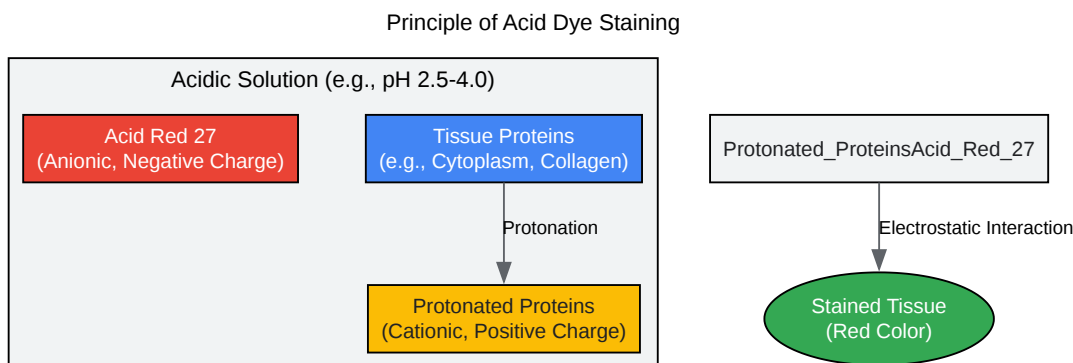 Principle of Acid Dye Staining
Acidic Solution (e.g., pH 2.5-4.0)
Acid Red 27
(Anionic, Negative Charge)
Tissue Proteins
(e.g., Cytoplasm, Collagen)
Protonated_ProteinsAcid_Red_27
Protonation
Electrostatic Interaction
Protonated Proteins
(Cationic, Positive Charge)
Stained Tissue
(Red Color)